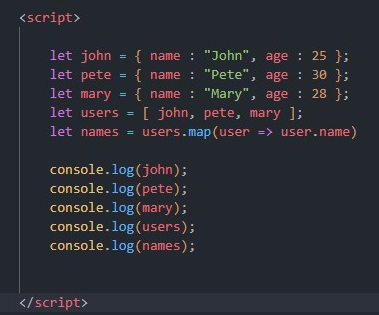 <script>
let john = { name : "John", age : 25 };
let pete = { name : "Pete", age : 30 };
let mary = { name : "Mary", age : 28 };
let users = [ john, pete, mary ];
let names = users.map(user => user.name)
console.log(john);
console.log(pete);
console.log(mary);
console.log(users);
console.log(names);
</script>